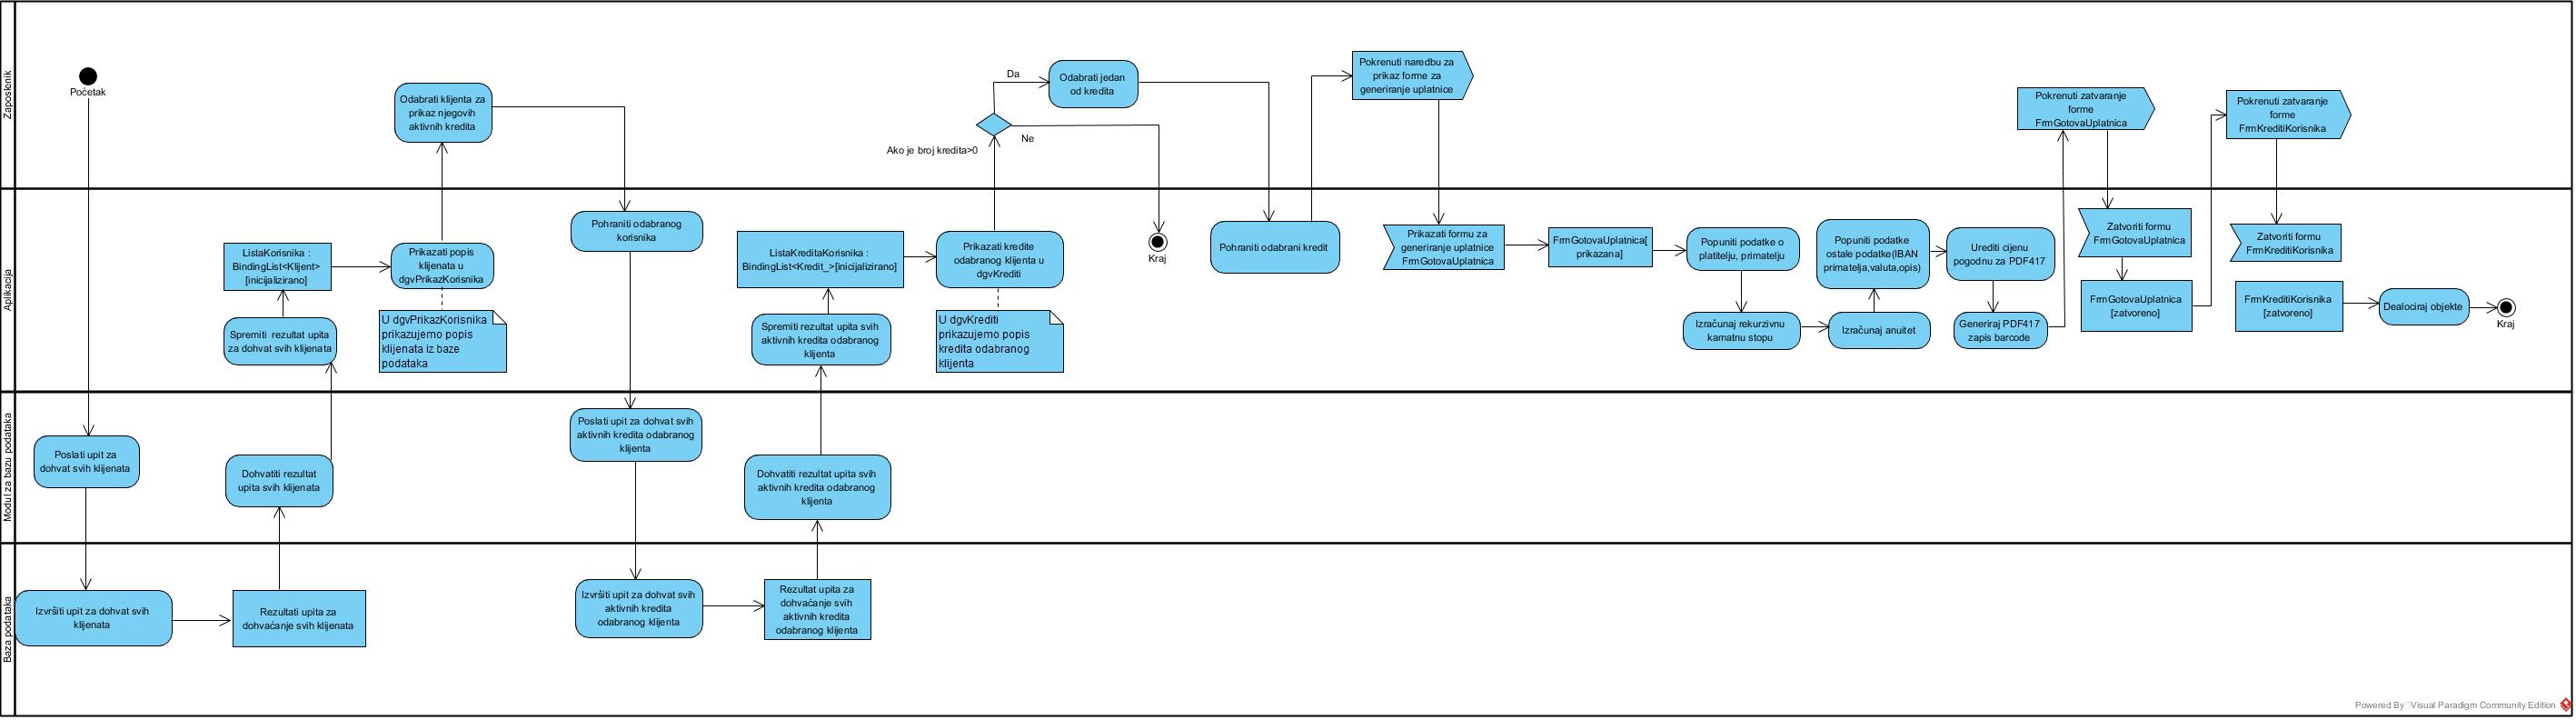 Zaposlenik
Početak
Odabrati klijenta za
prikaz njegovih
aktivnih kredita
Ako je broj kredita>0
Da
Ne
Odabrati jedan
od kredita
Pokrenuti naredbu za
prikaz forme za
generiranje uplatnice
Pokrenuti zatvaranje
forme
FrmGotovaUplatnica
Pokrenuti zatvaranje
forme
FrmKreditiKorisnika
Aplikacija
ListaKorisnika :
BindingList<Klijent>
[inicijalizirano]
Spremiti rezultat upita
za dohvat svih klijenata
Prikazati popis
klijenata u
dgvPrikazKorisnika
U dgvPrikazKorisnika
prikazujemo popis
klijenata iz baze
podataka
Pohraniti odabranog
korisnika
ListaKreditaKorisnika :
BindingList<Kredit_>[inicijalizirano]
Spremiti rezultat upita svih
aktivnih kredita odabranog
klijenta
Prikazati kredite
odabranog klijenta u
dgvKrediti
U dgvKrediti
prikazujemo popis
kredita odabranog
klijenta
Kraj
Pohraniti odabrani kredit
Prikazati formu za
generiranje uplatnice
FrmGotovaUplatnica
FrmGotovaUplatnica[
prikazana]
Popuniti podatke o
platitelju, primatelju
Izračunaj rekurzivnu
kamatnu stopu
Izračunaj anuitet
Popuniti podatke
ostale podatke(IBAN
primatelja,valuta,opis)
Urediti cijenu
pogodnu za PDF417
Generiraj PDF417
zapis barcode
Zatvoriti formu
FrmGotovaUplatnica
FrmGotovaUplatnica
[zatvoreno]
Zatvoriti formu
FrmKreditiKorisnika
FrmKreditiKorisnika
[zatvoreno]
Dealociraj objekte
Kraj
Modul za bazu podataka
Poslati upit za
dohvat svih klijenata
Dohvatiti rezultat
upita svih klijenata
Poslati upit za dohvat svih
aktivnih kredita odabranog
klijenta
Dohvatiti rezultat upita svih
aktivnih kredita odabranog
klijenta
Baza podataka
Izvršiti upit za dohvat svih
klijenata
Rezultati upita za
dohvaćanje svih klijenata
Izvršiti upit za dohvat svih
aktivnih kredita
odabranog klijenta
Rezultat upita za
dohvaćanje svih
aktivnih kredita
odabranog klijenta
Powered By Visual Paradigm Community Edition